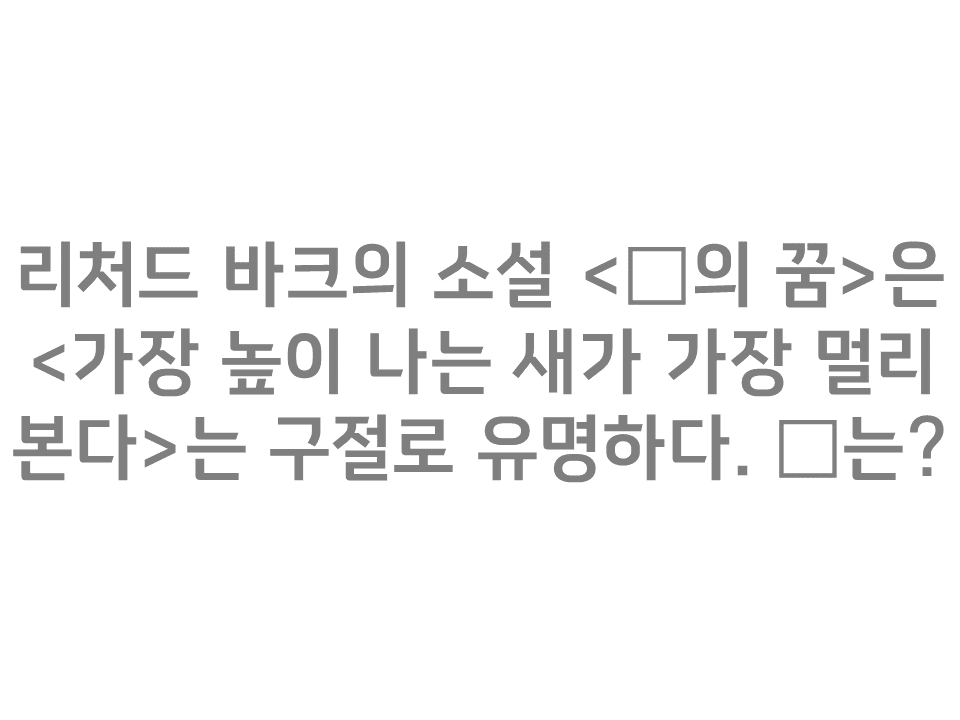 리처드 바크의 소설 <□의 꿈>은
<가장 높이 나는 새가 가장 멀리
본다>는 구절로 유명하다. □는?